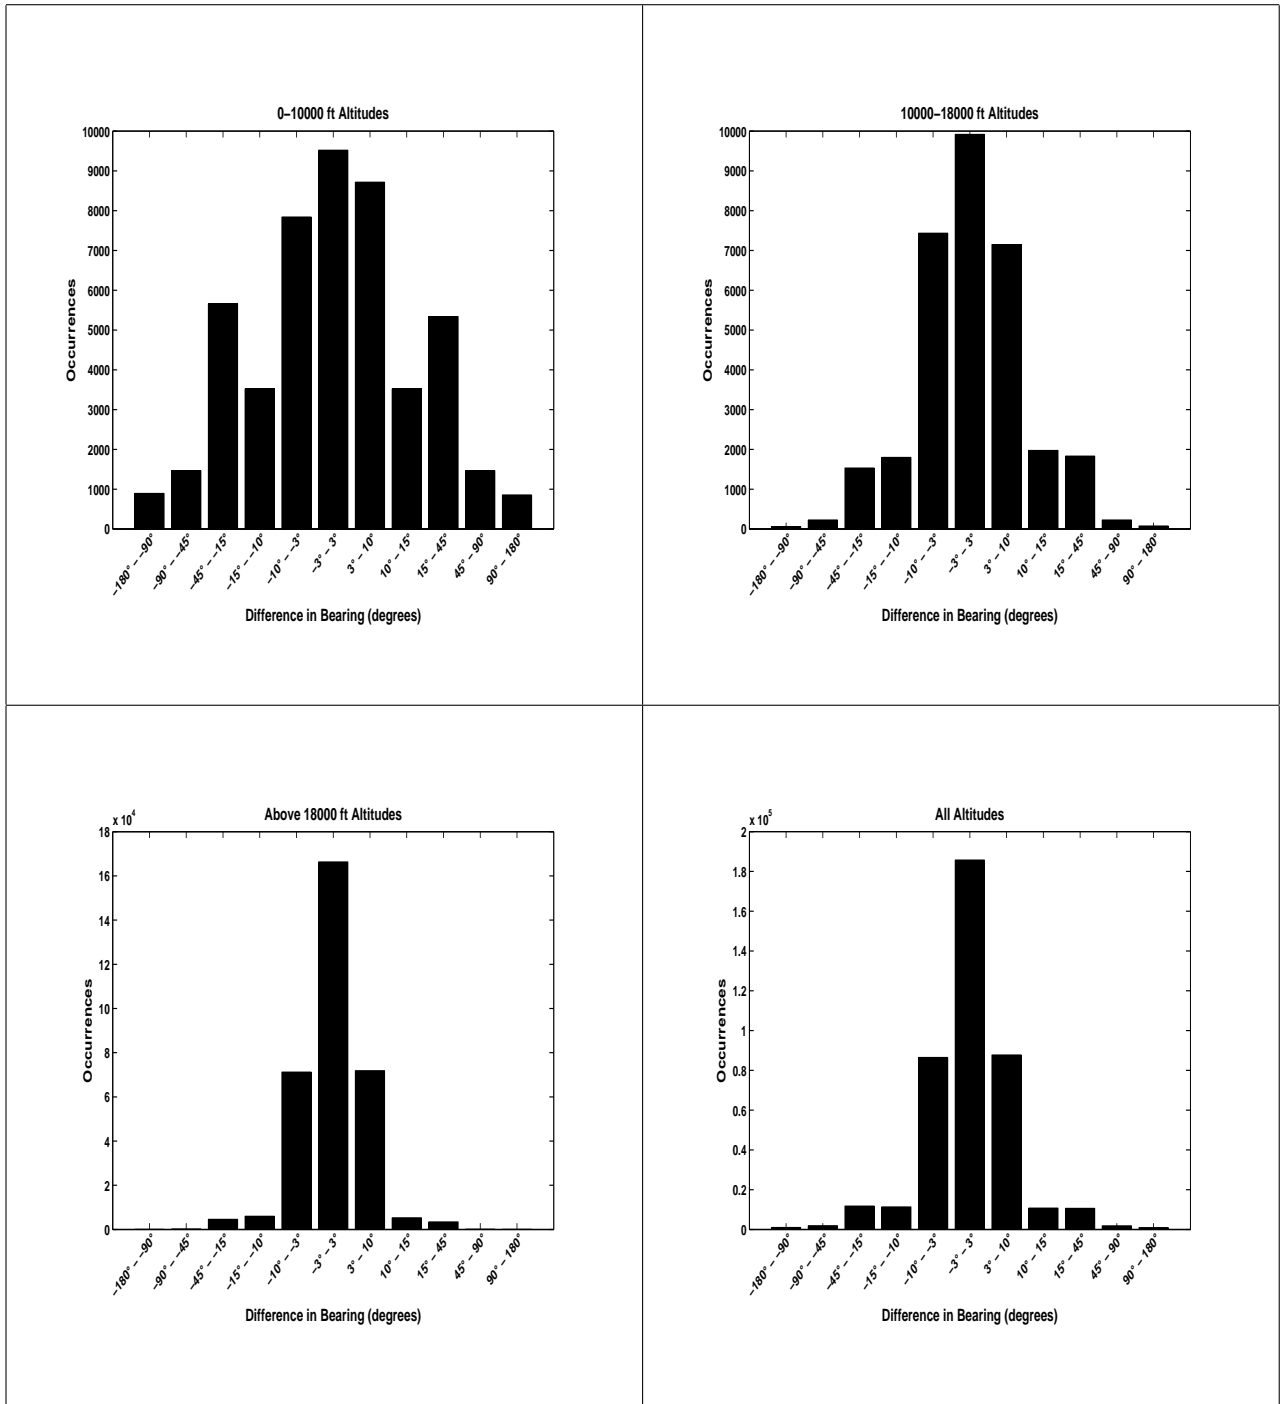 0–10000 ft Altitudes
10000
9000
8000
7000
6000
5000
4000
3000
2000
1000
0
Occurrences
–180° – –90°
–90° – –45°
–45° – –15°
–15° – –10°
–10° – –3°
–3° – 3°
3° – 10°
10° – 15°
15° – 45°
45° – 90°
90° – 180°
Difference in Bearing (degrees)
10000–18000 ft Altitudes
10000
9000
8000
7000
6000
5000
4000
3000
2000
1000
0
Occurrences
–180° – –90°
–90° – –45°
–45° – –15°
–15° – –10°
–10° – –3°
–3° – 3°
3° – 10°
10° – 15°
15° – 45°
45° – 90°
90° – 180°
Difference in Bearing (degrees)
Above 18000 ft Altitudes
x 10⁴
18
16
14
12
10
8
6
4
2
0
Occurrences
–180° – –90°
–90° – –45°
–45° – –15°
–15° – –10°
–10° – –3°
–3° – 3°
3° – 10°
10° – 15°
15° – 45°
45° – 90°
90° – 180°
Difference in Bearing (degrees)
All Altitudes
x 10⁵
2
1.8
1.6
1.4
1.2
1
0.8
0.6
0.4
0.2
0
Occurrences
–180° – –90°
–90° – –45°
–45° – –15°
–15° – –10°
–10° – –3°
–3° – 3°
3° – 10°
10° – 15°
15° – 45°
45° – 90°
90° – 180°
Difference in Bearing (degrees)